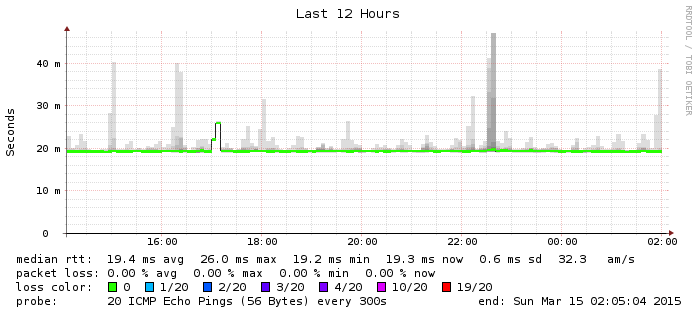 Last 12 Hours
RRDTOOL / TOBI OETIKER
Seconds
40 m
30 m
20 m
10 m
0
16:00 18:00 20:00 22:00 00:00 02:00
median rtt: 19.4 ms avg 26.0 ms max 19.2 ms min 19.3 ms now 0.6 ms sd 32.3 am/s
packet loss: 0.00 % avg 0.00 % max 0.00 % min 0.00 % now
loss color: 0 1/20 2/20 3/20 4/20 10/20 19/20
probe: 20 ICMP Echo Pings (56 Bytes) every 300s end: Sun Mar 15 02:05:04 2015